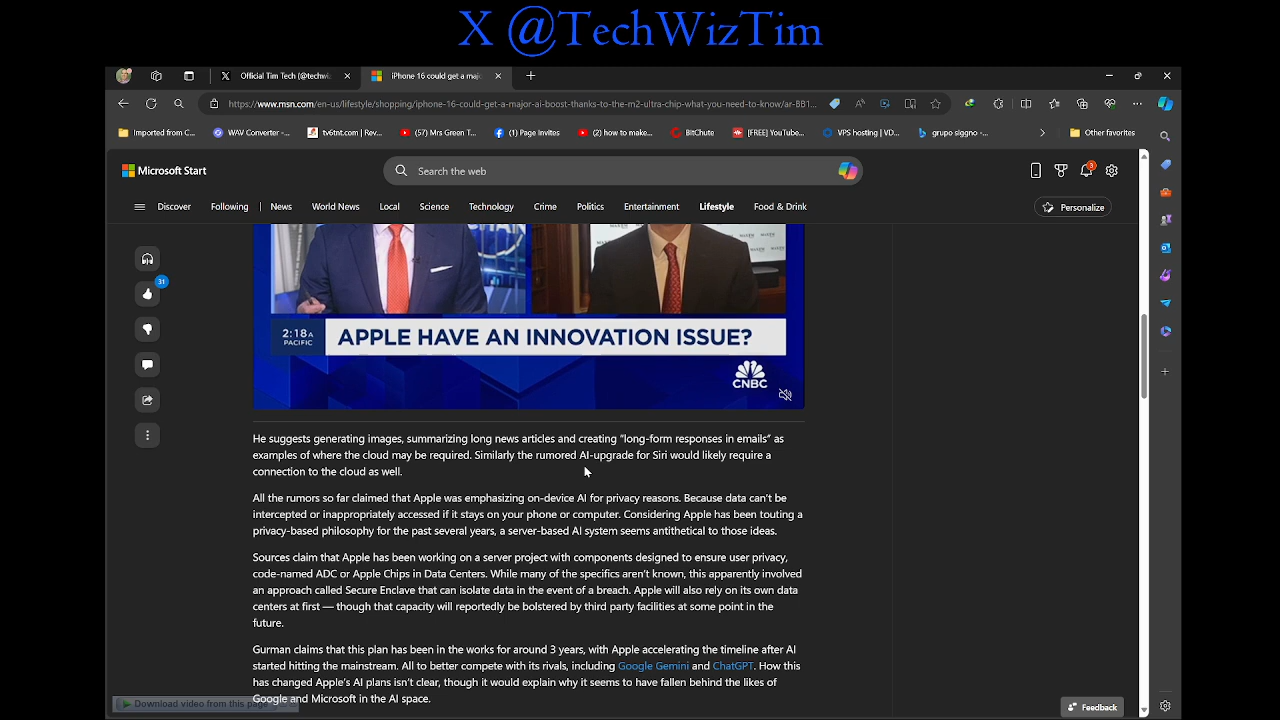 X @TechWizTim
Official Tim Tech (@techwiz
iPhone 16 could get a maj
https://www.msn.com/en-us/lifestyle/shopping/iphone-16-could-get-a-major-ai-boost-thanks-to-the-m2-ultra-chip-what-you-need-to-know/ar-BB1...
Imported from C... WAV Converter -... tv6tnt.com | Rev... (57) Mrs Green T... (1) Page Invites (2) how to make... BitChute [FREE] YouTube... VPS hosting | VD... grupo siggno -... Other favorites
Microsoft Start
Search the web
3
Discover Following News World News Local Science Technology Crime Politics Entertainment Lifestyle Food & Drink Personalize
31
2:18A PACIFIC
APPLE HAVE AN INNOVATION ISSUE?
CNBC
He suggests generating images, summarizing long news articles and creating "long-form responses in emails" as
examples of where the cloud may be required. Similarly the rumored AI-upgrade for Siri would likely require a
connection to the cloud as well.
All the rumors so far claimed that Apple was emphasizing on-device AI for privacy reasons. Because data can't be
intercepted or inappropriately accessed if it stays on your phone or computer. Considering Apple has been touting a
privacy-based philosophy for the past several years, a server-based AI system seems antithetical to those ideas.
Sources claim that Apple has been working on a server project with components designed to ensure user privacy,
code-named ADC or Apple Chips in Data Centers. While many of the specifics aren't known, this apparently involved
an approach called Secure Enclave that can isolate data in the event of a breach. Apple will also rely on its own data
centers at first — though that capacity will reportedly be bolstered by third party facilities at some point in the
future.
Gurman claims that this plan has been in the works for around 3 years, with Apple accelerating the timeline after AI
started hitting the mainstream. All to better compete with its rivals, including Google Gemini and ChatGPT. How this
has changed Apple's AI plans isn't clear, though it would explain why it seems to have fallen behind the likes of
Google and Microsoft in the AI space.
Download video from this page
Feedback